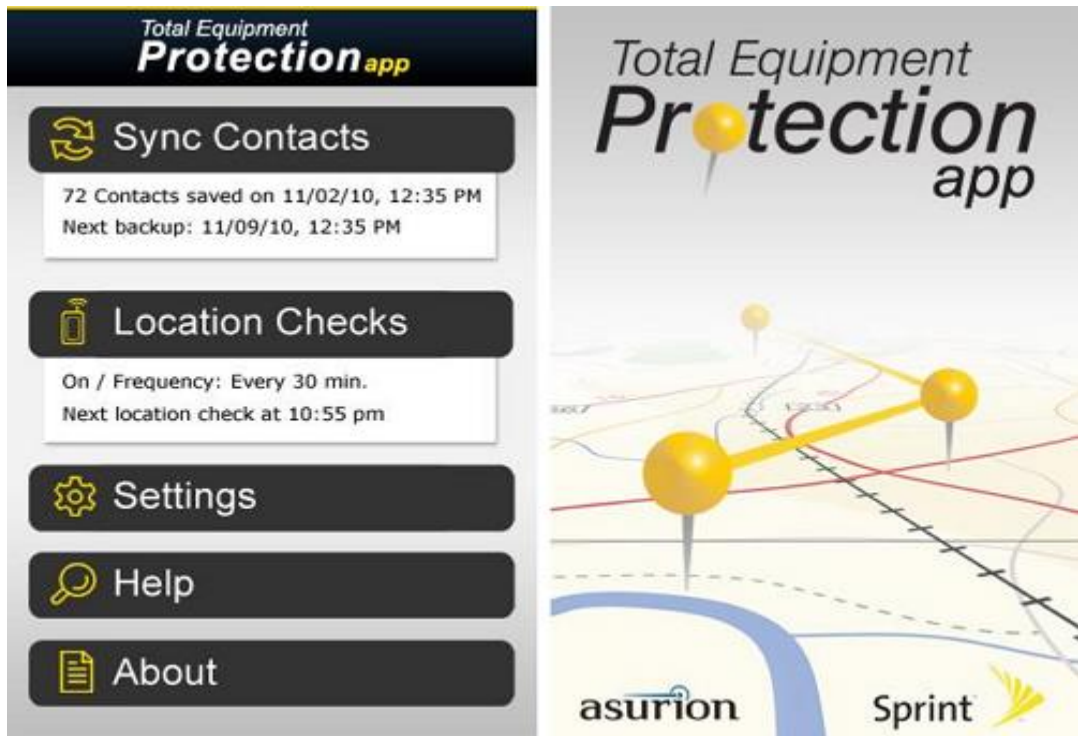 Total Equipment
Protection app
Sync Contacts
72 Contacts saved on 11/02/10, 12:35 PM
Next backup: 11/09/10, 12:35 PM
Location Checks
On / Frequency: Every 30 min.
Next location check at 10:55 pm
Settings
Help
About
Total Equipment
Protection
app
asurion
Sprint